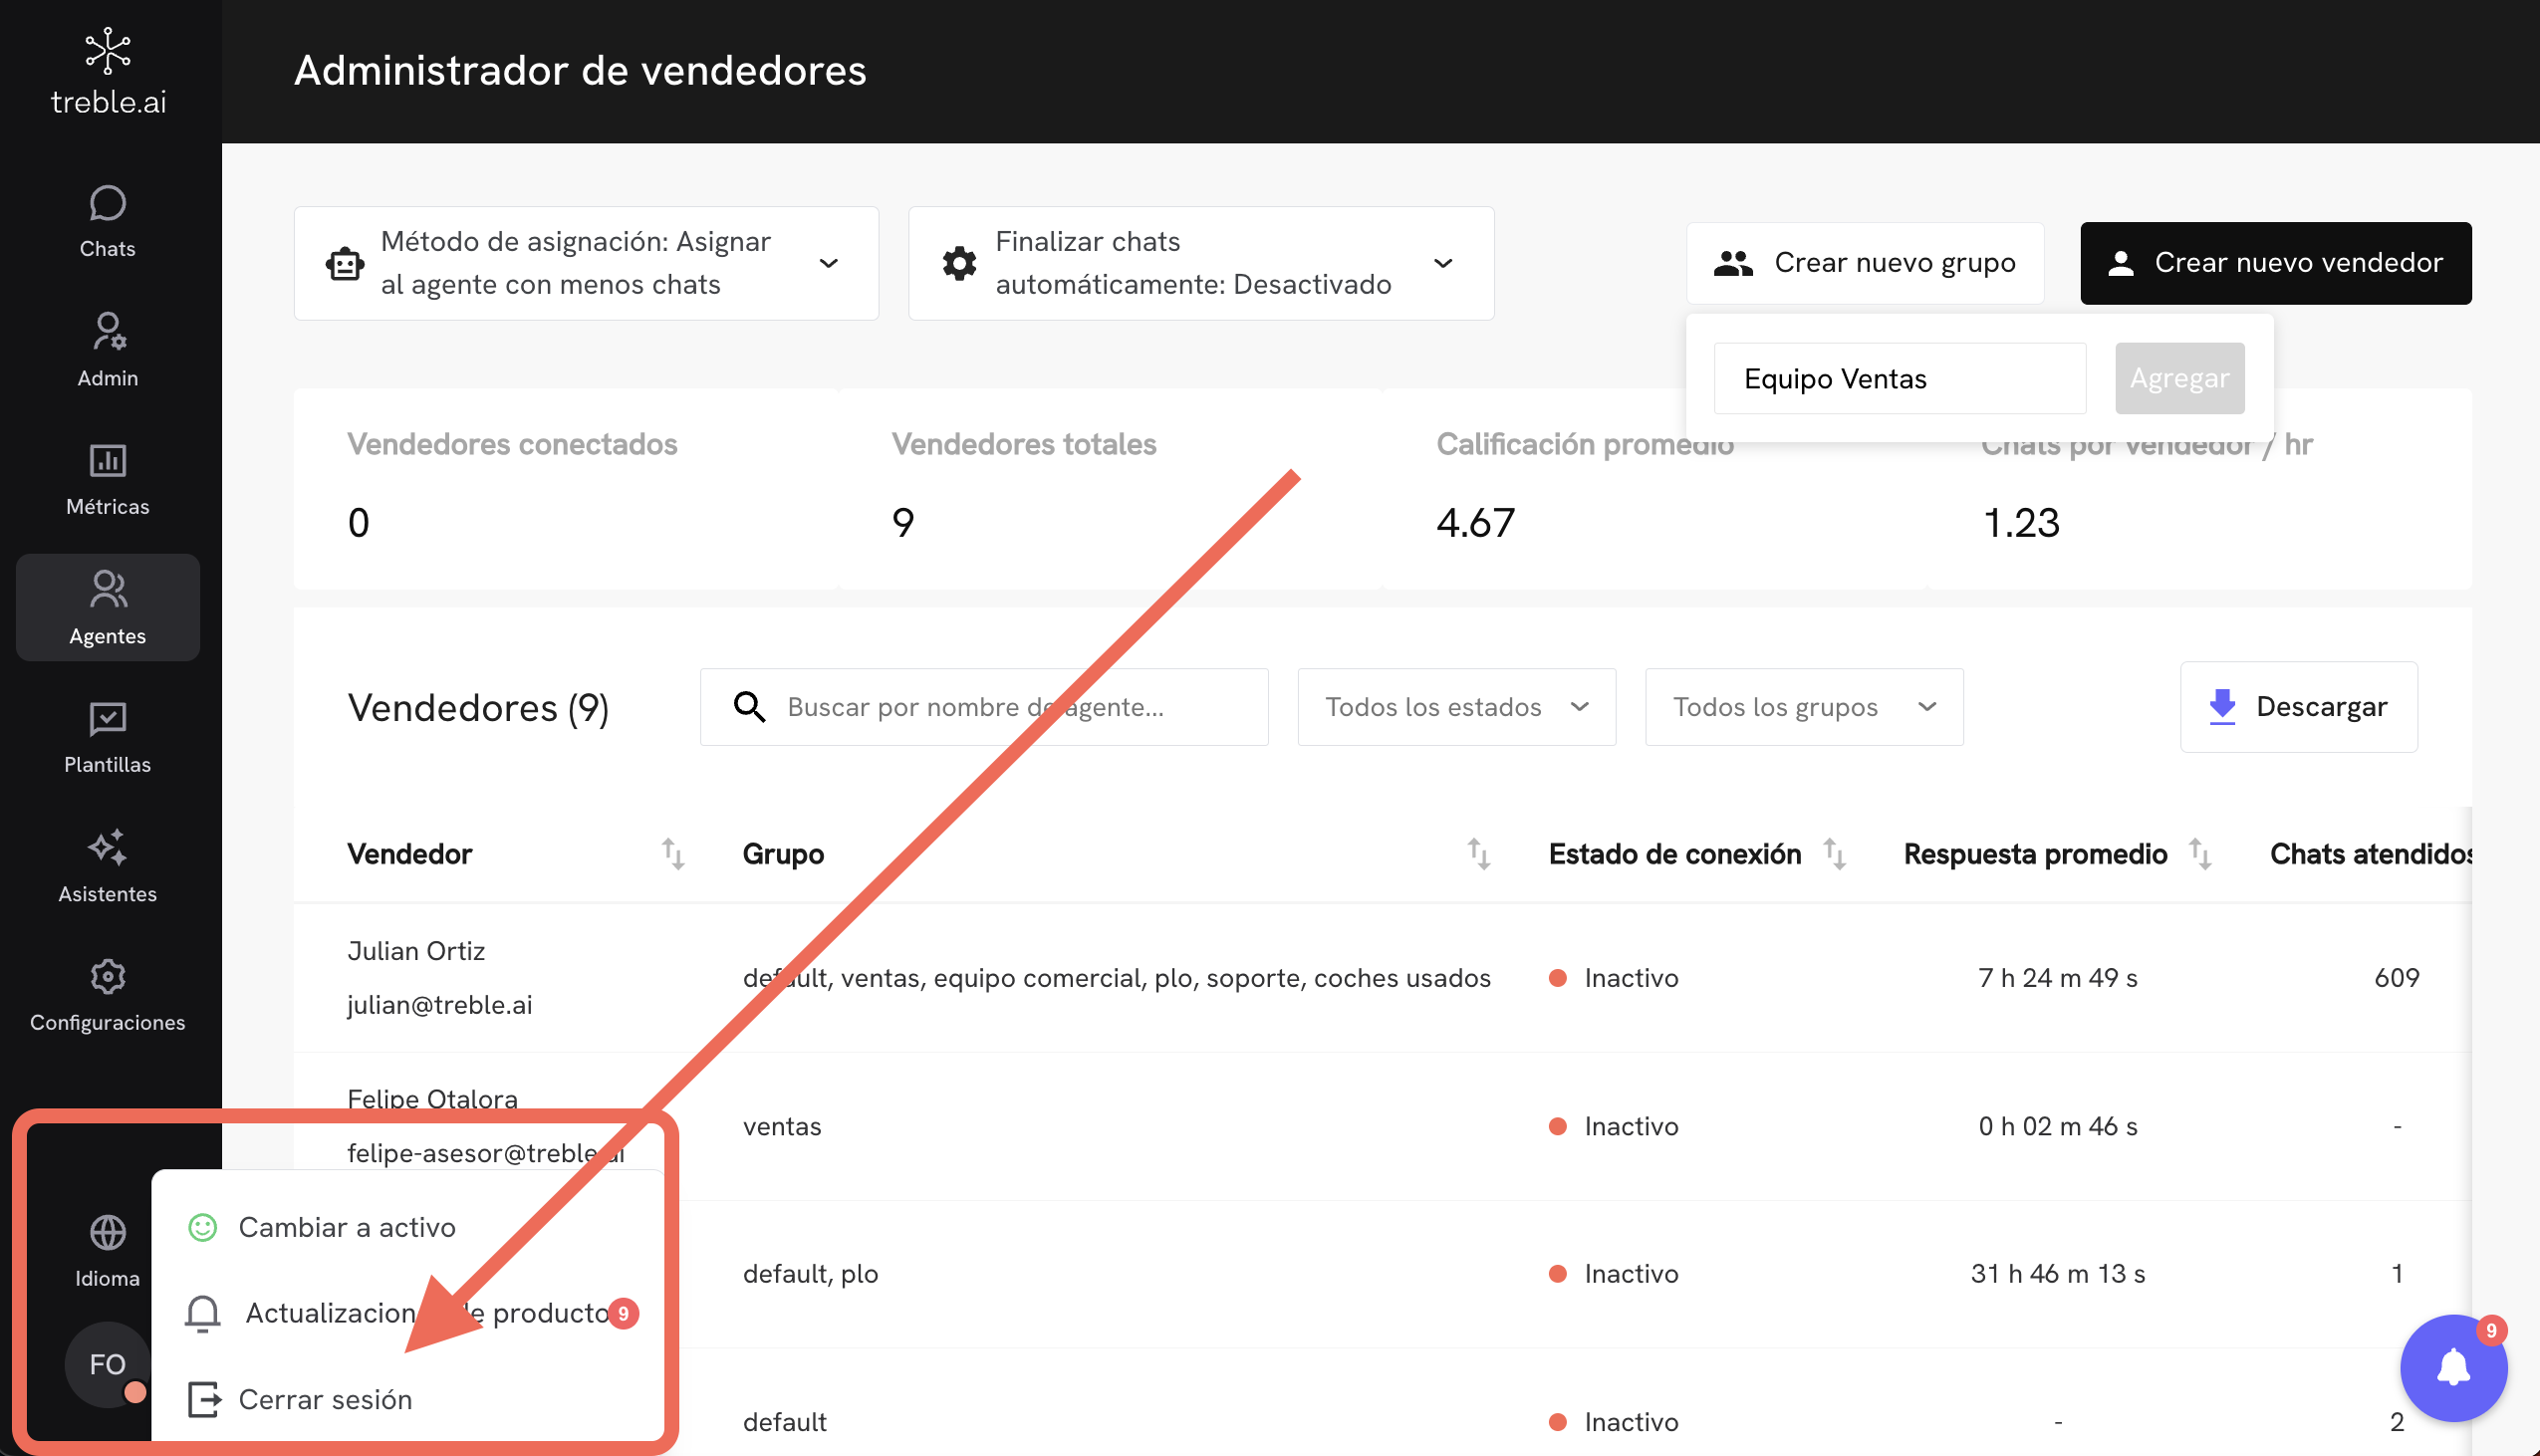 treble.ai
Administrador de vendedores
Chats
Admin
Métricas
Agentes
Plantillas
Asistentes
Configuraciones
Idioma
FO
Método de asignación: Asignar
al agente con menos chats
Finalizar chats
automáticamente: Desactivado
Crear nuevo grupo
Crear nuevo vendedor
Equipo Ventas
Agregar
Vendedores conectados
0
Vendedores totales
9
Calificación promedio
4.67
Chats por vendedor / hr
1.23
Vendedores (9)
Buscar por nombre de agente...
Todos los estados
Todos los grupos
Descargar
Vendedor Grupo Estado de conexión Respuesta promedio Chats atendidos
Julian Ortiz
julian@treble.ai
default, ventas, equipo comercial, plo, soporte, coches usados Inactivo 7 h 24 m 49 s 609
Felipe Otalora
felipe-asesor@treble.ai
ventas Inactivo 0 h 02 m 46 s -
default, plo Inactivo 31 h 46 m 13 s 1
default Inactivo - 2
Cambiar a activo
Actualizaciones de producto 9
Cerrar sesión
9